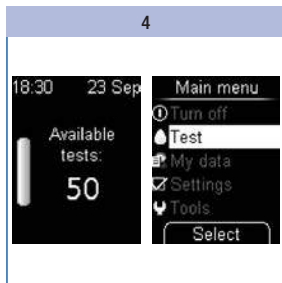 4
18:30 23 Sep
Available
tests:
50
Main menu
Turn off
Test
My data
Settings
Tools
Select